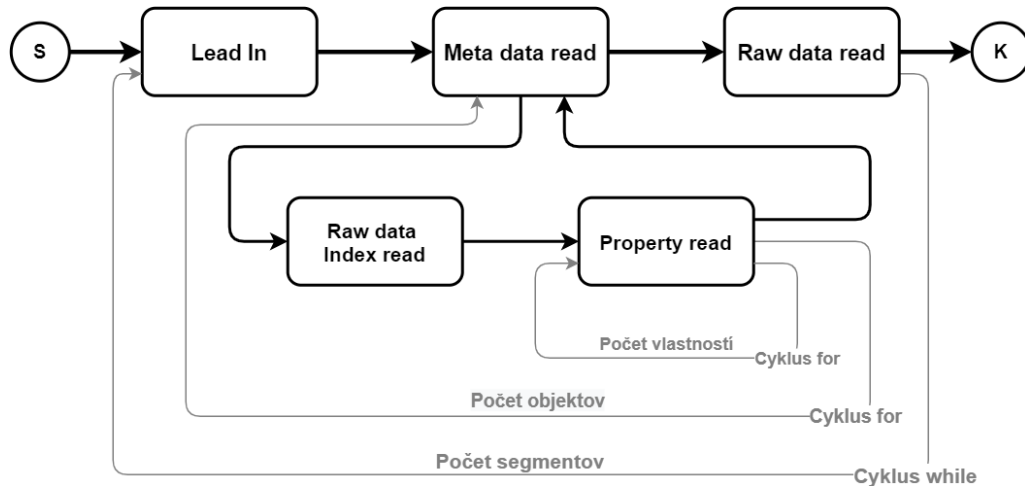 S
Lead In
Meta data read
Raw data read
K
Raw data
Index read
Property read
Počet vlastností
Cyklus for
Počet objektov
Cyklus for
Počet segmentov
Cyklus while